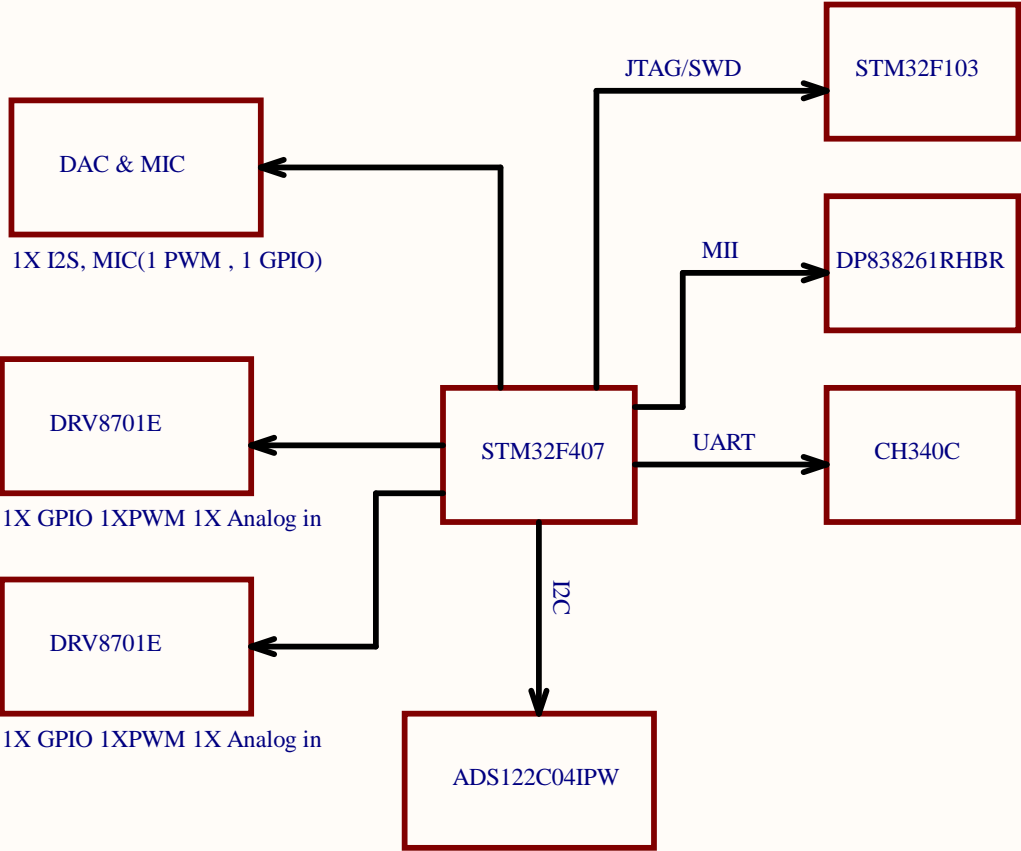 JTAG/SWD
STM32F103
DAC & MIC
1X I2S, MIC(1 PWM , 1 GPIO)
MII
DP838261RHBR
DRV8701E
1X GPIO 1XPWM 1X Analog in
STM32F407
UART
CH340C
I2C
DRV8701E
1X GPIO 1XPWM 1X Analog in
ADS122C04IPW